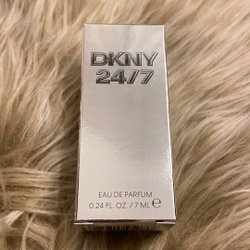 DKNY
24/7
EAU DE PARFUM
0.24 FL. OZ. / 7 ML ℮